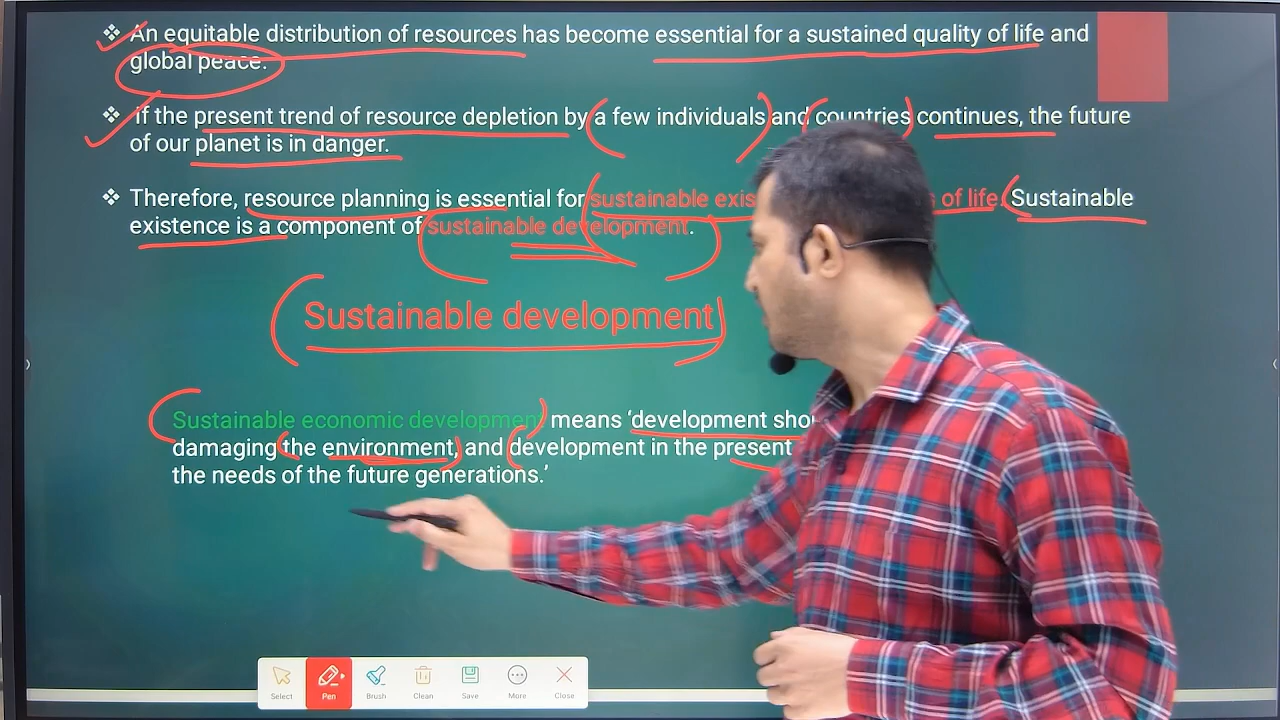 ❖ An equitable distribution of resources has become essential for a sustained quality of life and
global peace.
❖ if the present trend of resource depletion by a few individuals and countries continues, the future
of our planet is in danger.
❖ Therefore, resource planning is essential for sustainable of life. Sustainable
existence is a component of sustainable development.
Sustainable development
Sustainable economic development means ‘development
damaging the environment, and development in the present
the needs of the future generations.’
Select Pen Brush Clean Save More Close